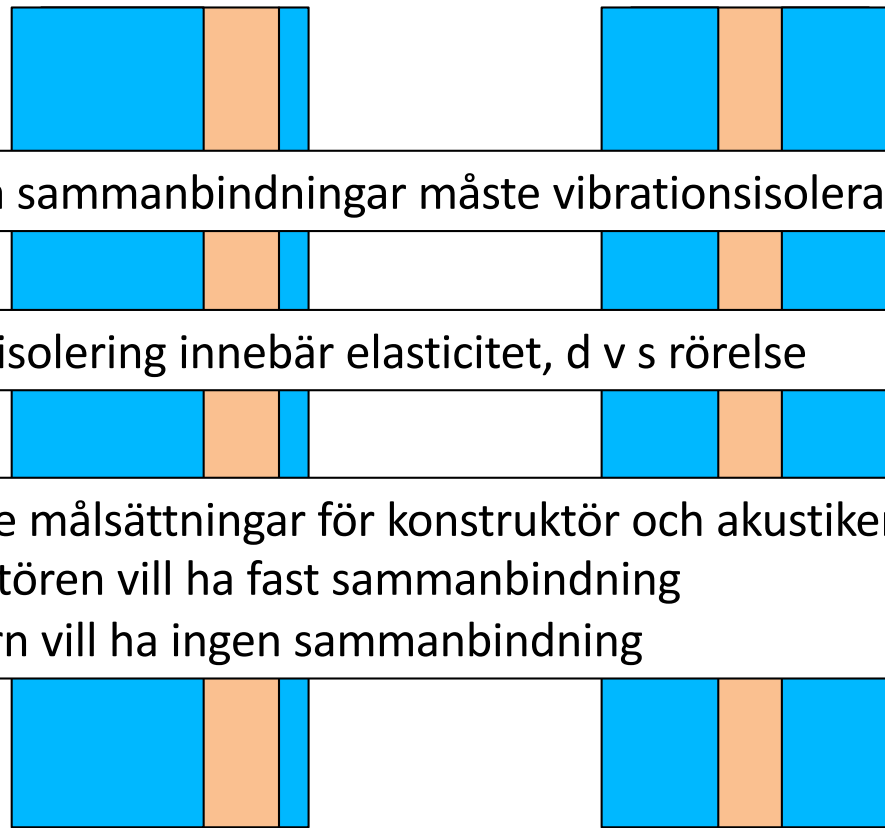 sammanbindningar måste vibrationsisolera
isolering innebär elasticitet, d v s rörelse
e målsättningar för konstruktör och akustiker
tören vill ha fast sammanbindning
rn vill ha ingen sammanbindning